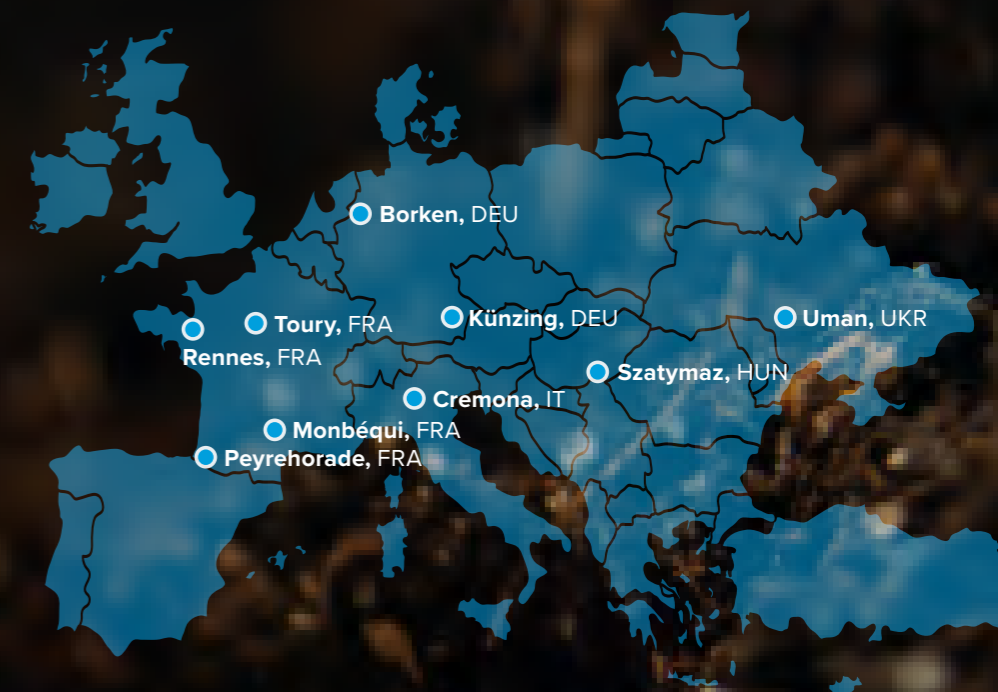 Borken, DEU
Künzing, DEU
Uman, UKR
Toury, FRA
Rennes, FRA
Szatymaz, HUN
Cremona, IT
Monbéqui, FRA
Peyrehorade, FRA